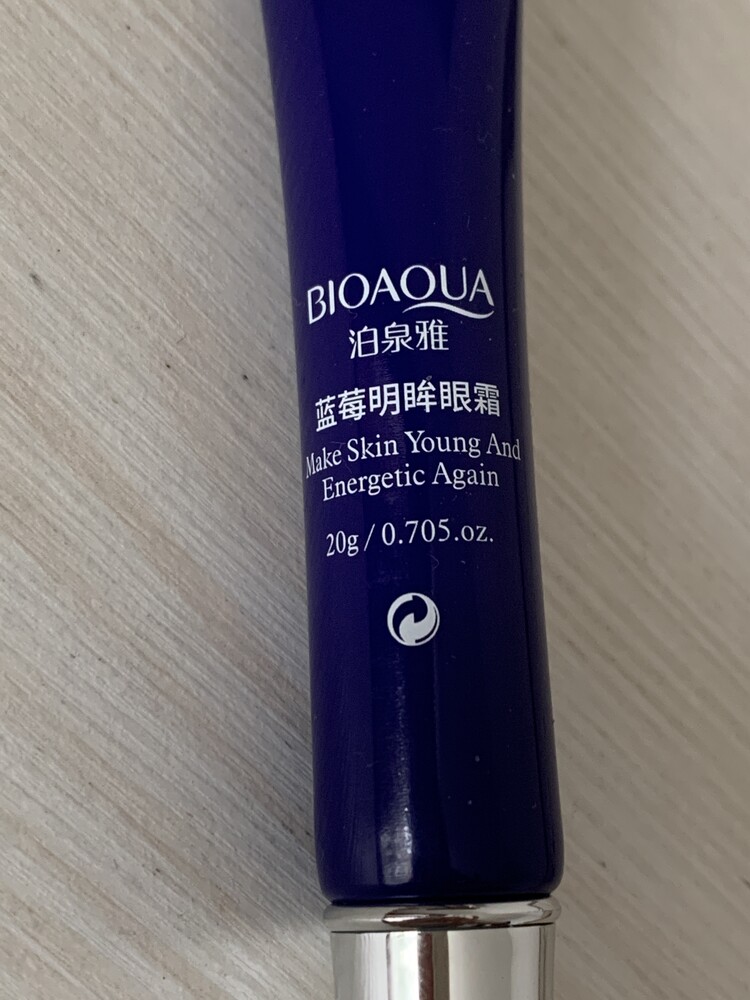 BIOAQUA
泊泉雅
蓝莓明眸眼霜
Make Skin Young And
Energetic Again
20g / 0.705.oz.